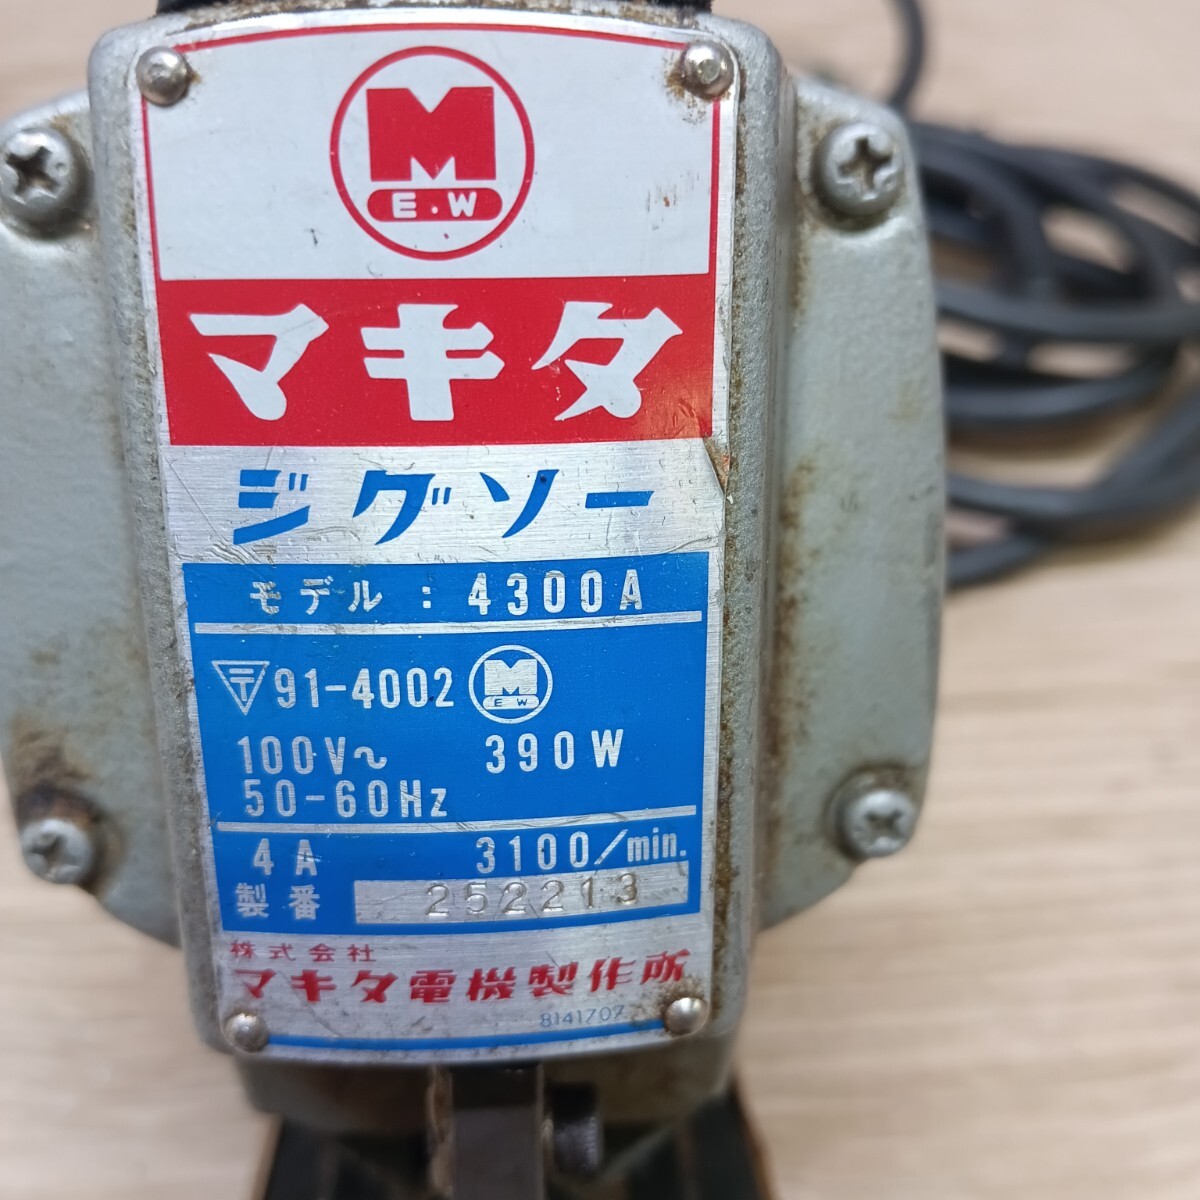 M
E.W
マキタ
ジグソー
モデル : 4300A
〒91-4002 M E W
100V~ 390W
50-60Hz
4A 3100/min.
製番 252213
株式会社
マキタ電機製作所
8141707